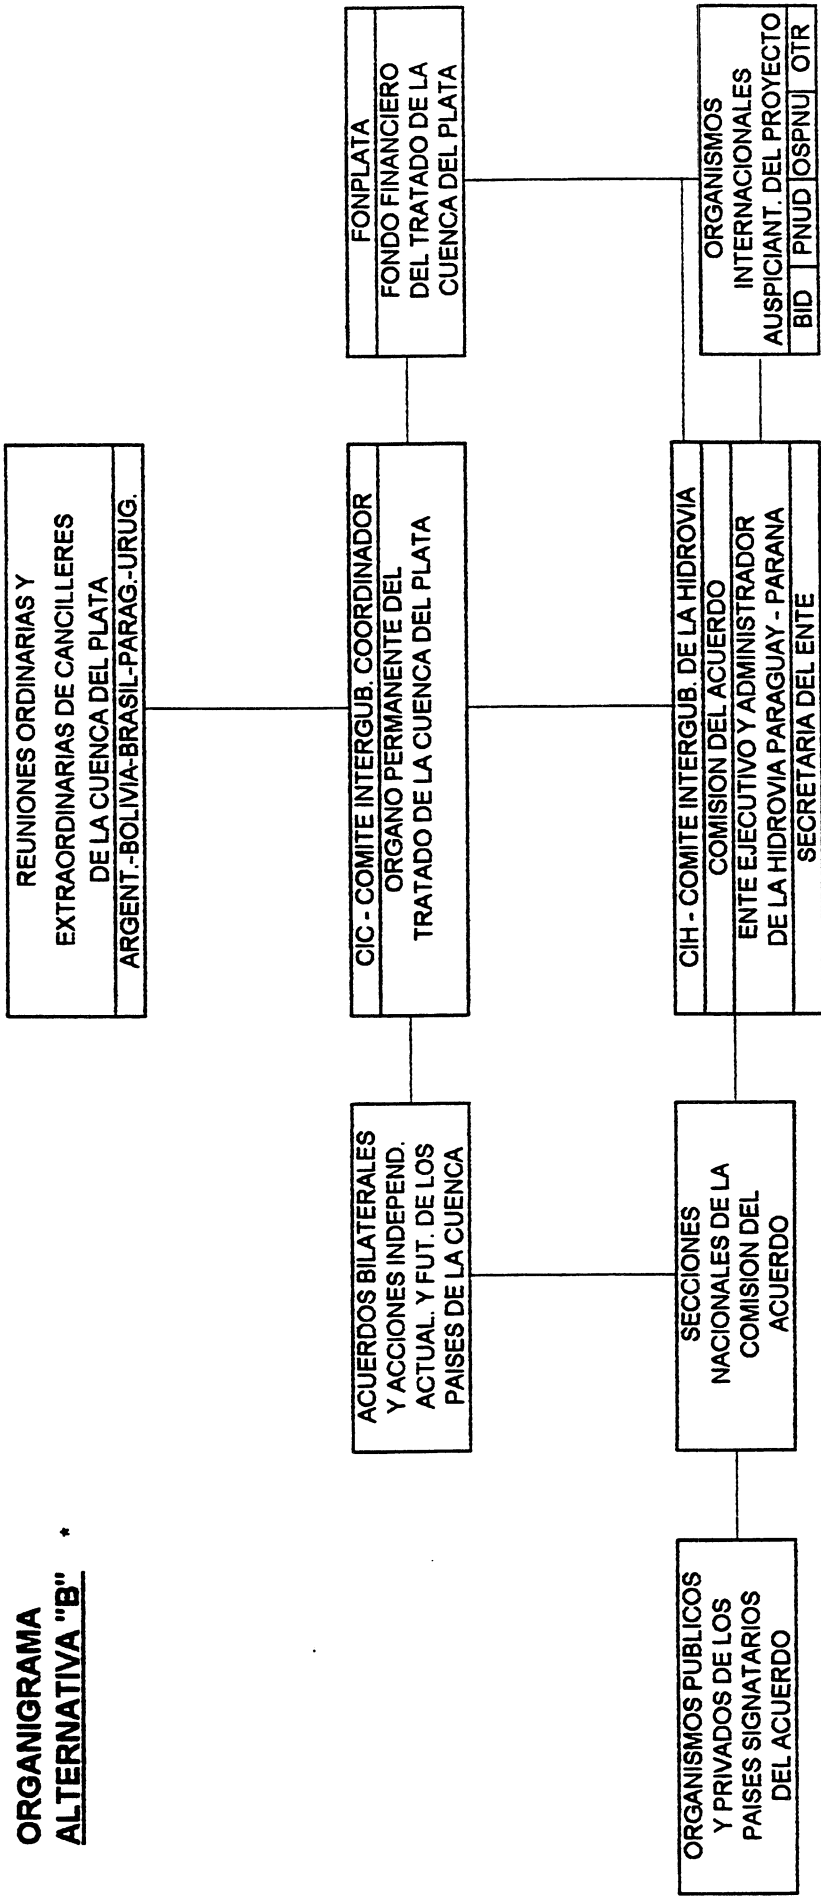 ORGANIGRAMA
ALTERNATIVA "B" *
REUNIONES ORDINARIAS Y
EXTRAORDINARIAS DE CANCILLERES
DE LA CUENCA DEL PLATA
ARGENT.-BOLIVIA-BRASIL-PARAG.-URUG.
ACUERDOS BILATERALES
Y ACCIONES INDEPEND.
ACTUAL. Y FUT. DE LOS
PAISES DE LA CUENCA
CIC - COMITE INTERGUB. COORDINADOR
ORGANO PERMANENTE DEL
TRATADO DE LA CUENCA DEL PLATA
FONPLATA
FONDO FINANCIERO
DEL TRATADO DE LA
CUENCA DEL PLATA
ORGANISMOS PUBLICOS
Y PRIVADOS DE LOS
PAISES SIGNATARIOS
DEL ACUERDO
SECCIONES
NACIONALES DE LA
COMISION DEL
ACUERDO
CIH - COMITE INTERGUB. DE LA HIDROVIA
COMISION DEL ACUERDO
ENTE EJECUTIVO Y ADMINISTRADOR
DE LA HIDROVIA PARAGUAY - PARANA
SECRETARIA DEL ENTE
ORGANISMOS
INTERNACIONALES
AUSPICIANT. DEL PROYECTO
BID PNUD OSPNU OTR